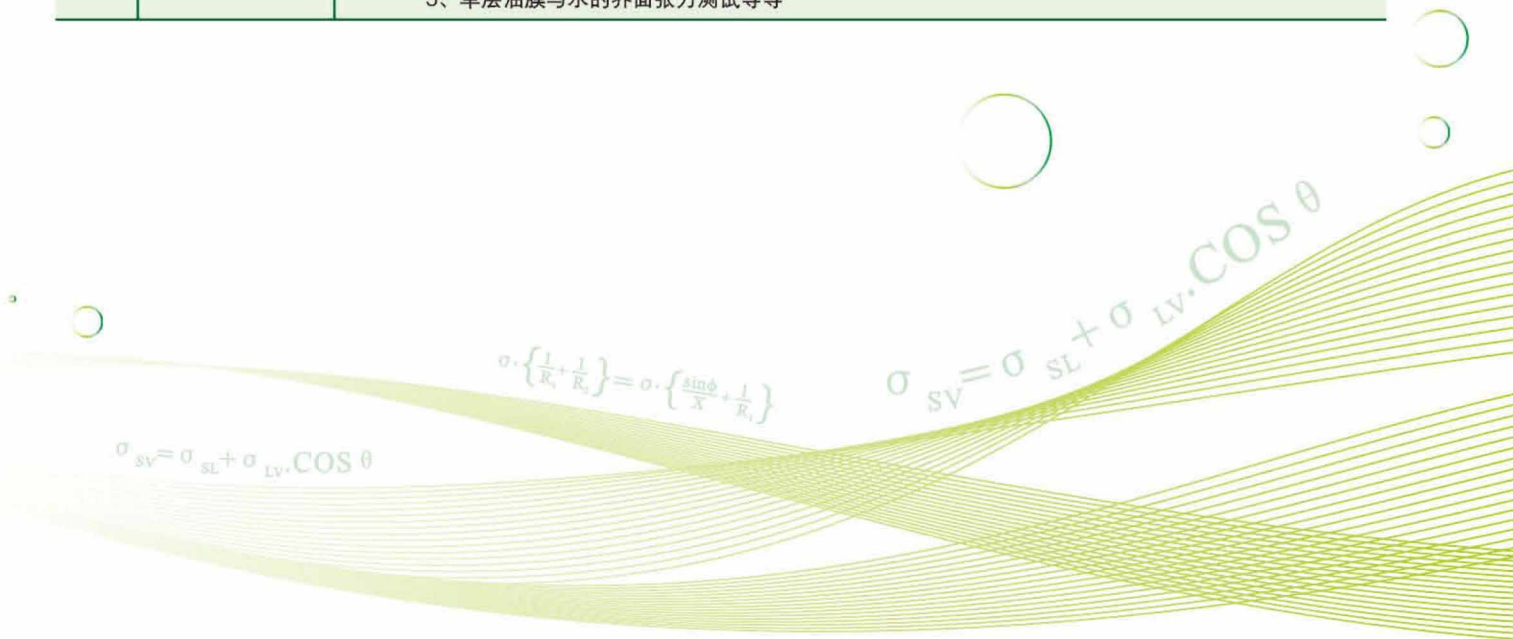 单层油膜与水的界面张力测试等等
σ SV = σ SL + σ LV.COS θ
σ·{1/R₁ + 1/R₂} = σ·{sinϕ/X + 1/R₁}
σ SV = σ SL + σ LV.COS θ